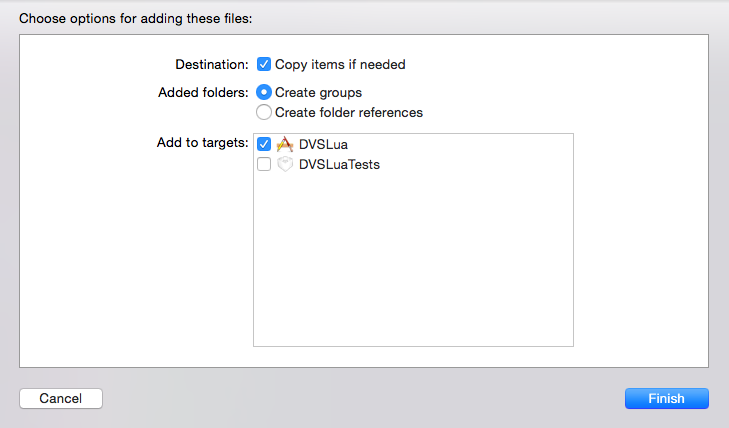 Choose options for adding these files:
Destination: Copy items if needed
Added folders: Create groups
Create folder references
Add to targets: DVSLua
DVSLuaTests
Cancel Finish